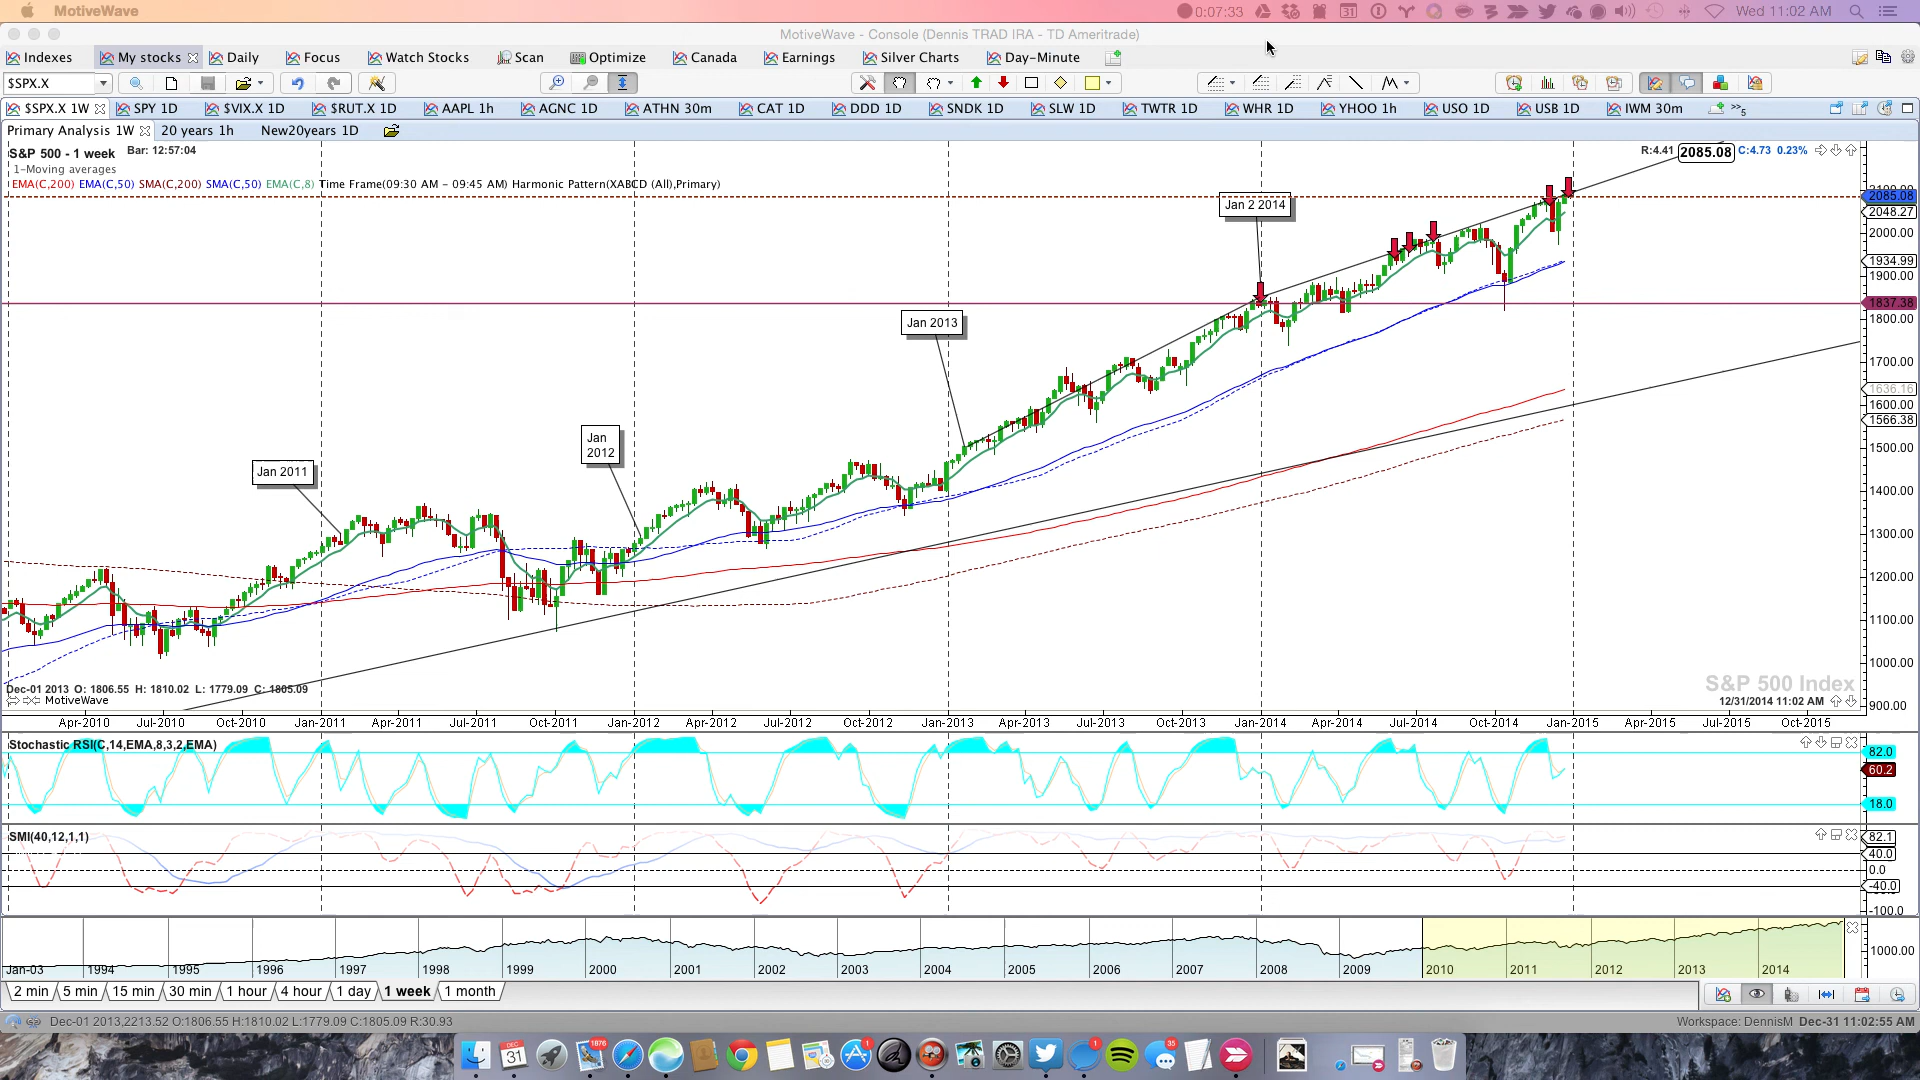 MotiveWave 0:07:33 31 Wed 11:02 AM
MotiveWave - Console (Dennis TRAD IRA - TD Ameritrade)
Indexes My stocks Daily Focus Watch Stocks Scan Optimize Canada Earnings Silver Charts Day-Minute
$SPX.X
$SPX.X 1W SPY 1D $VIX.X 1D $RUT.X 1D AAPL 1h AGNC 1D ATHN 30m CAT 1D DDD 1D SNDK 1D SLW 1D TWTR 1D WHR 1D YHOO 1h USO 1D USB 1D IWM 30m 5
Primary Analysis 1W 20 years 1h New20years 1D
S&P 500 - 1 week Bar: 12:57:04 R:4.41 2085.08 C:4.73 0.23%
1-Moving averages
EMA(C,200) EMA(C,50) SMA(C,200) SMA(C,50) EMA(C,8) Time Frame(09:30 AM - 09:45 AM) Harmonic Pattern(XABCD (All),Primary)
2100.00
2085.08
2048.27
2000.00
1934.99
1900.00
1837.38
1800.00
1700.00
1636.16
1600.00
1566.38
1500.00
1400.00
1300.00
1200.00
1100.00
1000.00
900.00
Jan 2 2014
Jan 2013
Jan
2012
Jan 2011
S&P 500 Index
Dec-01 2013 O: 1806.55 H: 1810.02 L: 1779.09 C: 1805.09
MotiveWave 12/31/2014 11:02 AM
Apr-2010 Jul-2010 Oct-2010 Jan-2011 Apr-2011 Jul-2011 Oct-2011 Jan-2012 Apr-2012 Jul-2012 Oct-2012 Jan-2013 Apr-2013 Jul-2013 Oct-2013 Jan-2014 Apr-2014 Jul-2014 Oct-2014 Jan-2015 Apr-2015 Jul-2015 Oct-2015
Stochastic RSI(C,14,EMA,8,3,2,EMA)
82.0
60.2
18.0
SMI(40,12,1,1)
82.1
40.0
0.0
-40.0
-100.0
1000.00
Jan-03 1994 1995 1996 1997 1998 1999 2000 2001 2002 2003 2004 2005 2006 2007 2008 2009 2010 2011 2012 2013 2014
2 min 5 min 15 min 30 min 1 hour 4 hour 1 day 1 week 1 month
Dec-01 2013,2213.52 O:1806.55 H:1810.02 L:1779.09 C:1805.09 R:30.93 Workspace: DennisM Dec-31 11:02:55 AM
DEC 31 1876 1 1 35